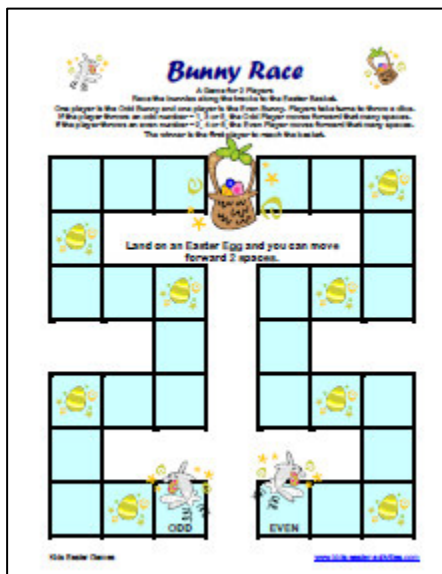 Bunny Race
A Game for 2 Players
Race the bunnies along the tracks to the Easter Basket.
One player is the Odd Bunny and one player is the Even Bunny. Players take turns to throw a dice.
If the player throws an odd number – 1, 3 or 5, the Odd Player moves forward that many spaces.
If the player throws an even number – 2, 4 or 6, the Even Player moves forward that many spaces.
The winner is the first player to reach the basket.
Land on an Easter Egg and you can move
forward 2 spaces.
ODD
EVEN
Kids Easter Games